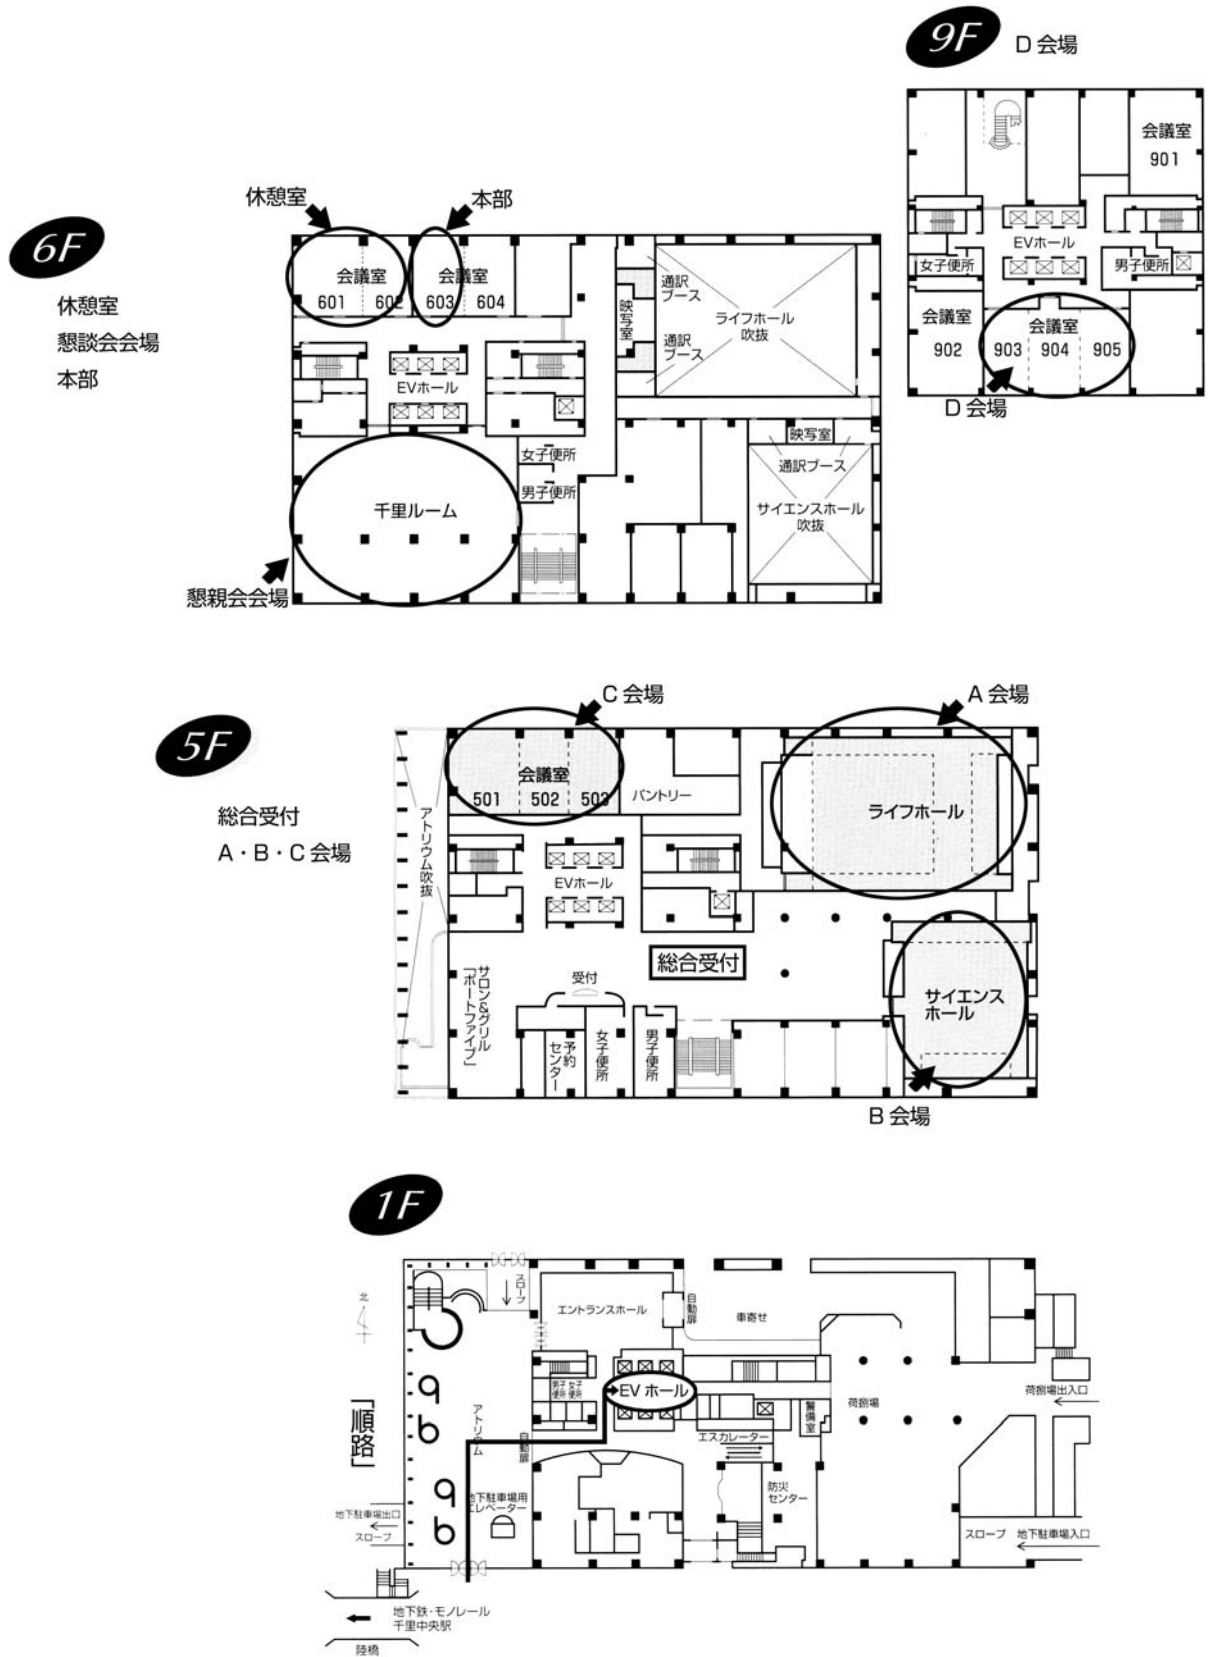 9F
D 会場
会議室
901
EVホール
女子便所
男子便所
会議室
902
会議室
903 904 905
D 会場
6F
休憩室
懇談会会場
本部
休憩室
本部
会議室
601 602
会議室
603 604
通訳
ブース
映写室
通訳
ブース
ライフホール
吹抜
EVホール
女子便所
男子便所
千里ルーム
懇親会会場
映写室
通訳ブース
サイエンスホール
吹抜
5F
総合受付
A・B・C 会場
C 会場
A 会場
会議室
501 502 503
パントリー
ライフホール
アトリウム吹抜
EVホール
総合受付
受付
サロン&グリル
「ポートファイブ」
予約
センター
女子便所
男子便所
サイエンス
ホール
B 会場
1F
北
スロープ
エントランスホール
自動扉
車寄せ
男子
便所
女子
便所
EV ホール
「順路」
アトリウム
自動扉
エスカレーター
警備室
荷捌場
荷捌場出入口
地下駐車場用
エレベーター
防災
センター
地下駐車場出口
スロープ
スロープ
地下駐車場入口
地下鉄・モノレール
千里中央駅
陸橋